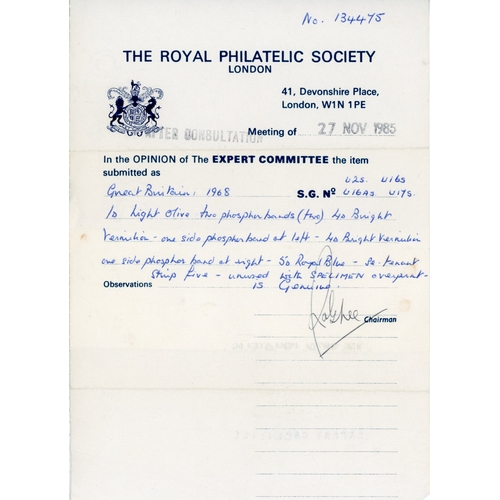 No. 134475
THE ROYAL PHILATELIC SOCIETY
LONDON
41, Devonshire Place,
London, W1N 1PE
AFTER CONSULTATION
Meeting of 27 NOV 1985
In the OPINION of The EXPERT COMMITTEE the item
submitted as U2S. U16S
Great Britain, 1968 S.G. Nº U16AS. U17S.
1d Light Olive two phosphor bands (two) 4d Bright
Vermilion - one side phosphor band at left - 4d Bright Vermilion
one side phosphor band at right - 5d Royal Blue - se-tenant
Strip five - unused with SPECIMEN overprint -
Observations is Genuine.
Chairman